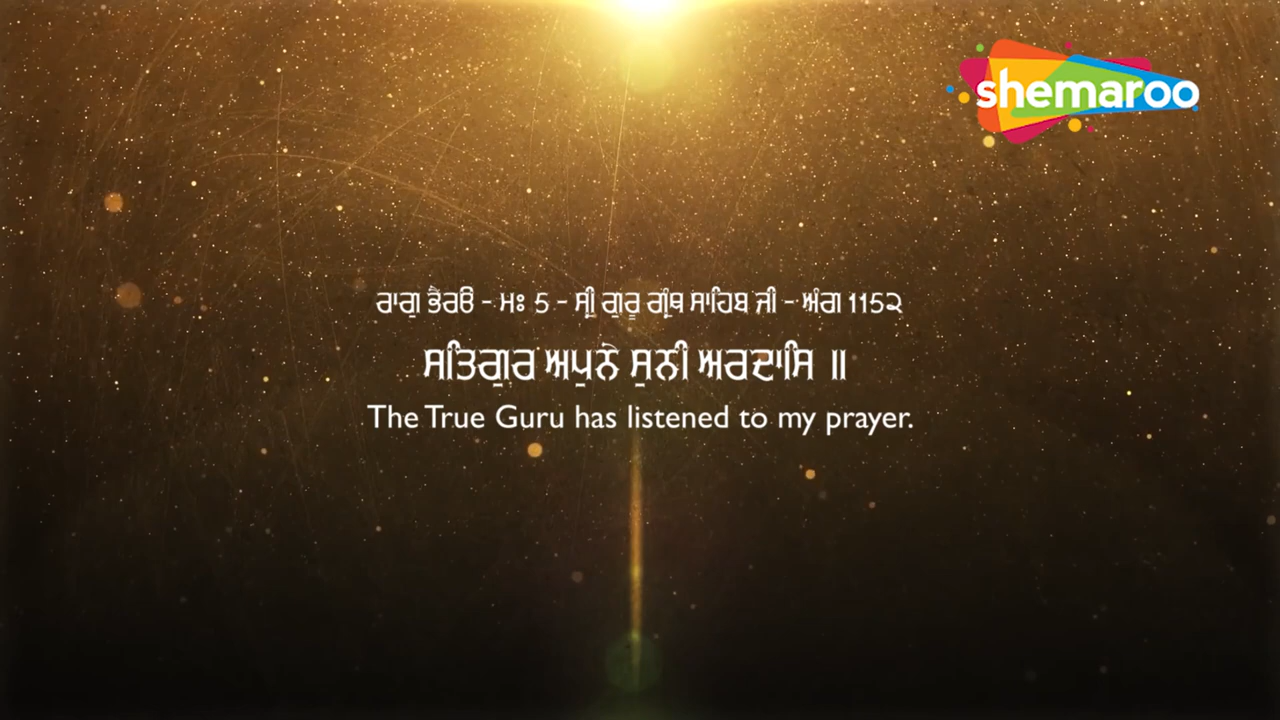 shemaroo
ਰਾਗੁ ਭੈਰਉ - ਮਃ 5 - ਸ੍ਰੀ ਗੁਰੂ ਗ੍ਰੰਥ ਸਾਹਿਬ ਜੀ - ਅੰਗ 1152
ਸਤਿਗੁਰ ਅਪੁਨੇ ਸੁਨੀ ਅਰਦਾਸਿ ॥
The True Guru has listened to my prayer.